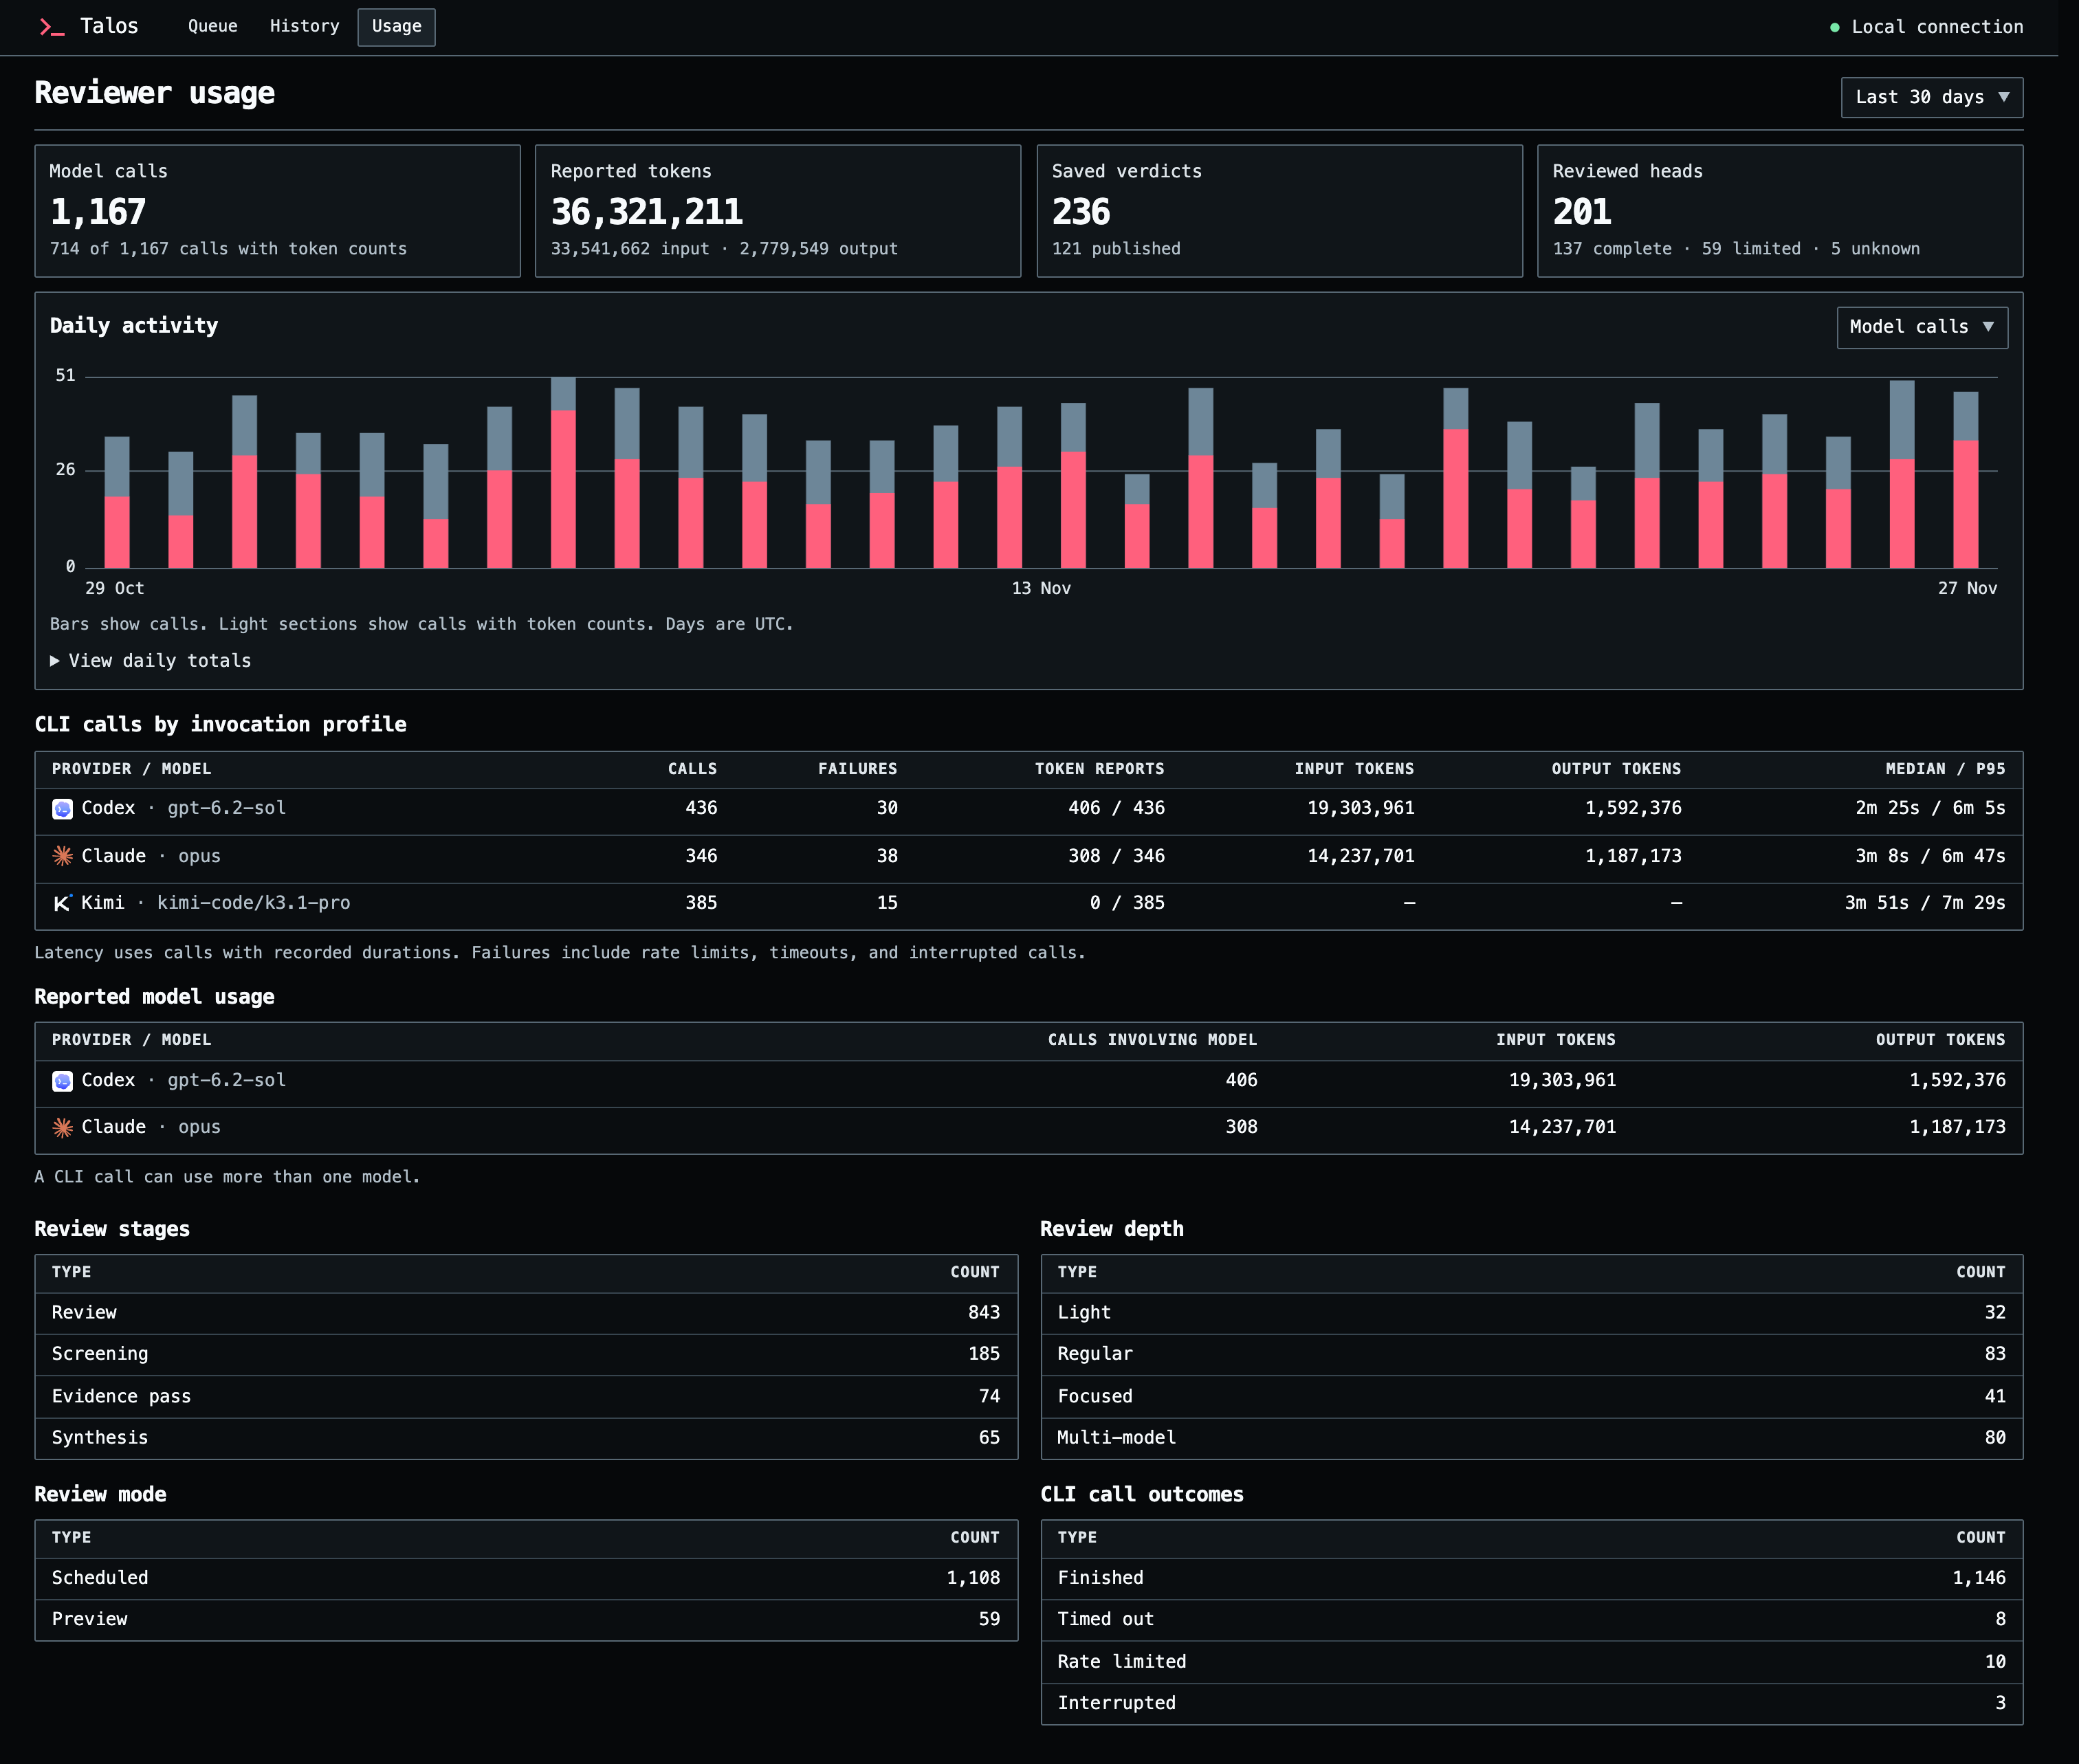 >_ Talos Queue History Usage Local connection
Reviewer usage Last 30 days ▼
Model calls
1,167
714 of 1,167 calls with token counts
Reported tokens
36,321,211
33,541,662 input · 2,779,549 output
Saved verdicts
236
121 published
Reviewed heads
201
137 complete · 59 limited · 5 unknown
Daily activity Model calls ▼
51
26
0
29 Oct 13 Nov 27 Nov
Bars show calls. Light sections show calls with token counts. Days are UTC.
▶ View daily totals
CLI calls by invocation profile
PROVIDER / MODEL CALLS FAILURES TOKEN REPORTS INPUT TOKENS OUTPUT TOKENS MEDIAN / P95
Codex · gpt-6.2-sol 436 30 406 / 436 19,303,961 1,592,376 2m 25s / 6m 5s
Claude · opus 346 38 308 / 346 14,237,701 1,187,173 3m 8s / 6m 47s
Kimi · kimi-code/k3.1-pro 385 15 0 / 385 — — 3m 51s / 7m 29s
Latency uses calls with recorded durations. Failures include rate limits, timeouts, and interrupted calls.
Reported model usage
PROVIDER / MODEL CALLS INVOLVING MODEL INPUT TOKENS OUTPUT TOKENS
Codex · gpt-6.2-sol 406 19,303,961 1,592,376
Claude · opus 308 14,237,701 1,187,173
A CLI call can use more than one model.
Review stages
TYPE COUNT
Review 843
Screening 185
Evidence pass 74
Synthesis 65
Review depth
TYPE COUNT
Light 32
Regular 83
Focused 41
Multi-model 80
Review mode
TYPE COUNT
Scheduled 1,108
Preview 59
CLI call outcomes
TYPE COUNT
Finished 1,146
Timed out 8
Rate limited 10
Interrupted 3